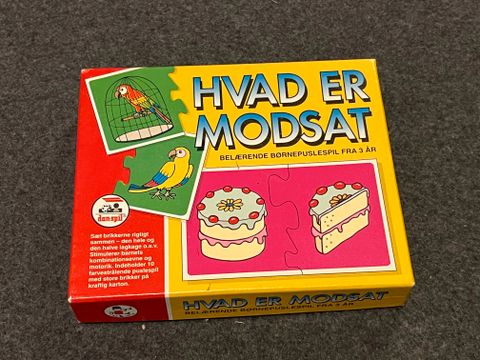 HVAD ER
MODSAT
BELÆRENDE BØRNEPUSLESPIL FRA 3 ÅR
damspil
Sæt brikkerne rigtigt
sammen – den hele og
den halve lagkage o.s.v.
Stimulerer barnets
kombinationsevne og
motorik. Indeholder 10
farvestrålende puslespil
med store brikker på
kraftig karton.
HVAD ER MODSAT
BELÆRENDE BØRNEPUSLESPIL FRA 3 ÅR